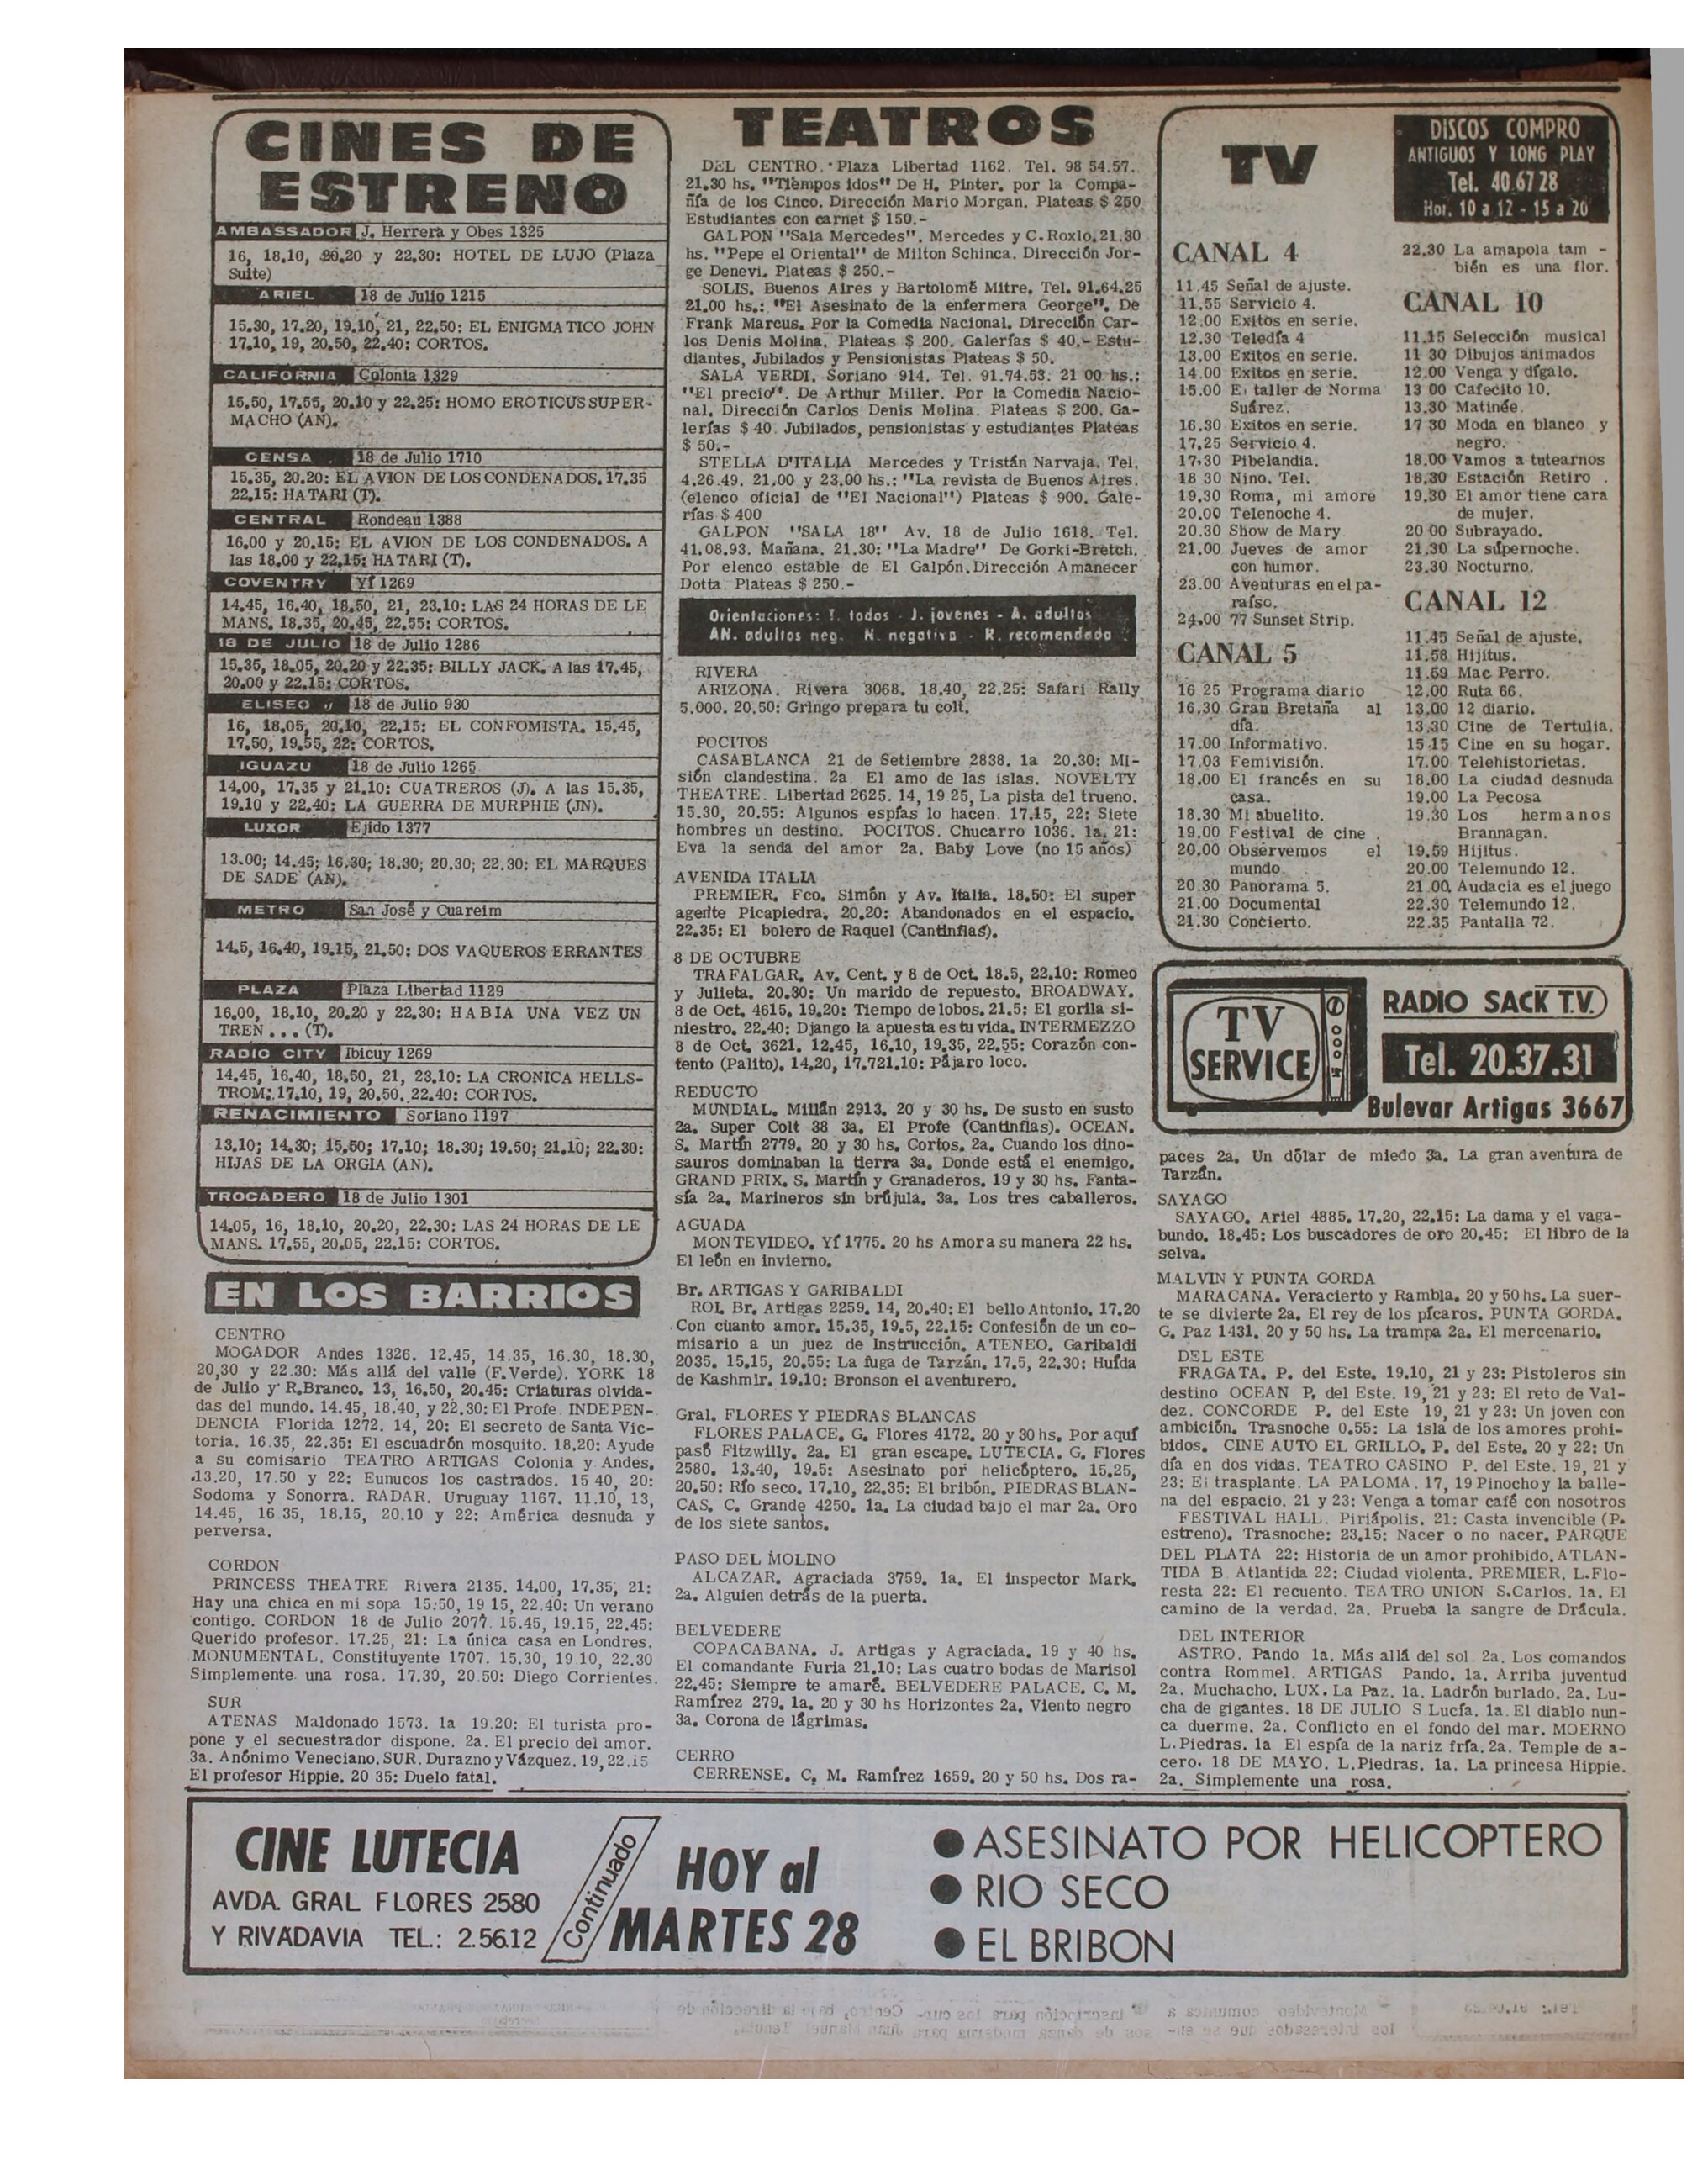 CINES DE
ESTRENO
AMBASSADOR J. Herrera y Obes 1325
16, 18.10, 20.20 y 22.30: HOTEL DE LUJO (Plaza
Suite)
ARIEL 18 de Julio 1215
15.30, 17.20, 19.10, 21, 22.50: EL ENIGMATICO JOHN
17.10, 19, 20.50, 22.40: CORTOS.
CALIFORNIA Colonia 1329
15.50, 17.55, 20.10 y 22.25: HOMO EROTICUS SUPER-
MACHO (AN).
CENSA 18 de Julio 1710
15.35, 20.20: EL AVION DE LOS CONDENADOS. 17.35
22.15: HATARI (T).
CENTRAL Rondeau 1388
16.00 y 20.15: EL AVION DE LOS CONDENADOS. A
las 18.00 y 22.15: HATARI (T).
COVENTRY Yí 1269
14.45, 16.40, 18.50, 21, 23.10: LAS 24 HORAS DE LE
MANS. 18.35, 20.45, 22.55: CORTOS.
18 DE JULIO 18 de Julio 1286
15.35, 18.05, 20.20 y 22.35: BILLY JACK. A las 17.45,
20.00 y 22.15: CORTOS.
ELISEO 18 de Julio 930
16, 18.05, 20.10, 22.15: EL CONFOMISTA. 15.45,
17.50, 19.55, 22: CORTOS.
IGUAZU 18 de Julio 1265
14.00, 17.35 y 21.10: CUATREROS (J). A las 15.35,
19.10 y 22.40: LA GUERRA DE MURPHIE (JN).
LUXOR Ejido 1377
13.00; 14.45; 16.30; 18.30; 20.30; 22.30: EL MARQUES
DE SADE (AN).
METRO San José y Cuareim
14.5, 16.40, 19.15, 21.50: DOS VAQUEROS ERRANTES
PLAZA Plaza Libertad 1129
16.00, 18.10, 20.20 y 22.30: HABIA UNA VEZ UN
TREN . . . (T).
RADIO CITY Ibicuy 1269
14.45, 16.40, 18.50, 21, 23.10: LA CRONICA HELLS-
TROM: 17.10, 19, 20.50, 22.40: CORTOS.
RENACIMIENTO Soriano 1197
13.10; 14.30; 15.50; 17.10; 18.30; 19.50; 21.10; 22.30:
HIJAS DE LA ORGIA (AN).
TROCADERO 18 de Julio 1301
14.05, 16, 18.10, 20.20, 22.30: LAS 24 HORAS DE LE
MANS. 17.55, 20.05, 22.15: CORTOS.
EN LOS BARRIOS
CENTRO
MOGADOR Andes 1326. 12.45, 14.35, 16.30, 18.30,
20,30 y 22.30: Más allá del valle (F. Verde). YORK 18
de Julio y R.Branco. 13, 16.50, 20.45: Criaturas olvida-
das del mundo. 14.45, 18.40, y 22.30: El Profe. INDEPEN-
DENCIA Florida 1272. 14, 20: El secreto de Santa Vic-
toria. 16.35, 22.35: El escuadrón mosquito. 18.20: Ayude
a su comisario TEATRO ARTIGAS Colonia y Andes.
13.20, 17.50 y 22: Eunucos los castrados. 15 40, 20:
Sodoma y Sonorra. RADAR. Uruguay 1167. 11.10, 13,
14.45, 16 35, 18.15, 20.10 y 22: América desnuda y
perversa.
CORDON
PRINCESS THEATRE Rivera 2135. 14.00, 17.35, 21:
Hay una chica en mi sopa 15:50, 19 15, 22.40: Un verano
contigo. CORDON 18 de Julio 2077. 15.45, 19.15, 22.45:
Querido profesor. 17.25, 21: La única casa en Londres.
MONUMENTAL. Constituyente 1707. 15.30, 19.10, 22.30
Simplemente una rosa. 17.30, 20.50: Diego Corrientes.
SUR
ATENAS Maldonado 1573. 1a 19.20: El turista pro-
pone y el secuestrador dispone. 2a. El precio del amor.
3a. Anónimo Veneciano. SUR. Durazno y Vázquez. 19, 22.15
El profesor Hippie. 20 35: Duelo fatal.
TEATROS
DEL CENTRO. Plaza Libertad 1162. Tel. 98 54.57.
21.30 hs. "Tiempos idos" De H. Pinter. por la Compa-
ñía de los Cinco. Dirección Mario Morgan. Plateas $ 250
Estudiantes con carnet $ 150.-
GALPON "Sala Mercedes". Mercedes y C. Roxlo. 21.30
hs. "Pepe el Oriental" de Milton Schinca. Dirección Jor-
ge Denevi. Plateas $ 250.-
SOLIS. Buenos Aires y Bartolomé Mitre. Tel. 91.64.25
21.00 hs.: "El Asesinato de la enfermera George". De
Frank Marcus. Por la Comedia Nacional. Dirección Car-
los Denis Molina. Plateas $ 200. Galerías $ 40.- Estu-
diantes, Jubilados y Pensionistas Plateas $ 50.
SALA VERDI. Soriano 914. Tel. 91.74.53. 21 00 hs.:
"El precio". De Arthur Miller. Por la Comedia Nacio-
nal. Dirección Carlos Denis Molina. Plateas $ 200. Ga-
lerías $ 40. Jubilados, pensionistas y estudiantes Plateas
$ 50.-
STELLA D'ITALIA Mercedes y Tristán Narvaja. Tel.
4.26.49. 21,00 y 23,00 hs.: "La revista de Buenos Aires.
(elenco oficial de "El Nacional") Plateas $ 900. Gale-
rías $ 400
GALPON "SALA 18" Av. 18 de Julio 1618. Tel.
41.08.93. Mañana. 21.30: "La Madre" De Gorki-Bretch.
Por elenco estable de El Galpón. Dirección Amanecer
Dotta. Plateas $ 250.-
Orientaciones: T. todos - J. jovenes - A. adultos
AN. adultos neg. N. negativa - R. recomendada
RIVERA
ARIZONA. Rivera 3068. 18.40, 22.25: Safari Rally
5.000. 20.50: Gringo prepara tu colt.
POCITOS
CASABLANCA 21 de Setiembre 2838. 1a 20.30: Mi-
sión clandestina. 2a. El amo de las islas. NOVELTY
THEATRE. Libertad 2625. 14, 19 25, La pista del trueno.
15.30, 20.55: Algunos espías lo hacen. 17.15, 22: Siete
hombres un destino. POCITOS. Chucarro 1036. 1a. 21:
Eva la senda del amor 2a. Baby Love (no 15 años)
AVENIDA ITALIA
PREMIER. Fco. Simón y Av. Italia. 18.50: El super
agente Picapiedra. 20.20: Abandonados en el espacio.
22.35: El bolero de Raquel (Cantinflas).
8 DE OCTUBRE
TRAFALGAR. Av. Cent. y 8 de Oct. 18.5, 22.10: Romeo
y Julieta. 20.30: Un marido de repuesto. BROADWAY.
8 de Oct. 4615. 19.20: Tiempo de lobos. 21.5: El gorila si-
niestro. 22.40: Django la apuesta es tu vida. INTERMEZZO
8 de Oct. 3621. 12.45, 16.10, 19.35, 22.55: Corazón con-
tento (Palito). 14.20, 17.721.10: Pájaro loco.
REDUCTO
MUNDIAL. Millán 2913. 20 y 30 hs. De susto en susto
2a. Super Colt 38 3a. El Profe (Cantinflas). OCEAN.
S. Martín 2779. 20 y 30 hs. Cortos. 2a. Cuando los dino-
sauros dominaban la tierra 3a. Donde está el enemigo.
GRAND PRIX. S. Martín y Granaderos. 19 y 30 hs. Fanta-
sía 2a. Marineros sin brújula. 3a. Los tres caballeros.
AGUADA
MONTEVIDEO. Yí 1775. 20 hs Amor a su manera 22 hs.
El león en invierno.
Br. ARTIGAS Y GARIBALDI
ROI. Br. Artigas 2259. 14, 20.40: El bello Antonio. 17.20
Con cuanto amor. 15.35, 19.5, 22.15: Confesión de un co-
misario a un juez de Instrucción. ATENEO. Garibaldi
2035. 15.15, 20.55: La fuga de Tarzán. 17.5, 22.30: Huída
de Kashmir. 19.10: Bronson el aventurero.
Gral. FLORES Y PIEDRAS BLANCAS
FLORES PALACE. G. Flores 4172. 20 y 30 hs. Por aquí
pasó Fitzwilly. 2a. El gran escape. LUTECIA. G. Flores
2580. 13.40, 19.5: Asesinato por helicóptero. 15.25,
20.50: Río seco. 17.10, 22.35: El bribón. PIEDRAS BLAN-
CAS. C. Grande 4250. 1a. La ciudad bajo el mar 2a. Oro
de los siete santos.
PASO DEL MOLINO
ALCAZAR. Agraciada 3759. 1a. El inspector Mark.
2a. Alguien detrás de la puerta.
BELVEDERE
COPACABANA. J. Artigas y Agraciada. 19 y 40 hs.
El comandante Furia 21.10: Las cuatro bodas de Marisol
22.45: Siempre te amaré. BELVEDERE PALACE. C. M.
Ramírez 279. 1a. 20 y 30 hs Horizontes 2a. Viento negro
3a. Corona de lágrimas.
CERRO
CERRENSE. C. M. Ramírez 1659. 20 y 50 hs. Dos ra-
TV
DISCOS COMPRO
ANTIGUOS Y LONG PLAY
Tel. 40.67 28
Hor. 10 a 12 - 15 a 20
CANAL 4
11.45 Señal de ajuste.
11.55 Servicio 4.
12.00 Exitos en serie.
12.30 Teledía 4
13.00 Exitos en serie.
14.00 Exitos en serie.
15.00 El taller de Norma
Suárez.
16.30 Exitos en serie.
17.25 Servicio 4.
17.30 Pibelandia.
18 30 Nino. Tel.
19.30 Roma, mi amore
20.00 Telenoche 4.
20.30 Show de Mary
21.00 Jueves de amor
con humor.
23.00 Aventuras en el pa-
raíso.
24.00 77 Sunset Strip.
CANAL 5
16 25 Programa diario
16.30 Gran Bretaña al
día.
17.00 Informativo.
17.03 Femivisión.
18.00 El francés en su
casa.
18.30 Mi abuelito.
19.00 Festival de cine .
20.00 Observemos el
mundo.
20.30 Panorama 5.
21.00 Documental
21.30 Concierto.
22.30 La amapola tam -
bién es una flor.
CANAL 10
11.15 Selección musical
11 30 Dibujos animados
12.00 Venga y dígalo.
13 00 Cafecito 10.
13.30 Matinée.
17 30 Moda en blanco y
negro.
18.00 Vamos a tutearnos
18.30 Estación Retiro .
19.30 El amor tiene cara
de mujer.
20 00 Subrayado.
21.30 La súpernoche.
23.30 Nocturno.
CANAL 12
11.45 Señal de ajuste.
11.58 Hijitus.
11.59 Mac Perro.
12.00 Ruta 66.
13.00 12 diario.
13.30 Cine de Tertulia.
15.15 Cine en su hogar.
17.00 Telehistorietas.
18.00 La ciudad desnuda
19.00 La Pecosa
19.30 Los hermanos
Brannagan.
19.59 Hijitus.
20.00 Telemundo 12.
21.00 Audacia es el juego
22.30 Telemundo 12.
22.35 Pantalla 72.
TV
SERVICE
RADIO SACK T.V.
Tel. 20.37.31
Bulevar Artigas 3667
paces 2a. Un dólar de miedo 3a. La gran aventura de
Tarzán.
SAYAGO
SAYAGO. Ariel 4885. 17.20, 22.15: La dama y el vaga-
bundo. 18.45: Los buscadores de oro 20.45: El libro de la
selva.
MALVIN Y PUNTA GORDA
MARACANA. Veracierto y Rambla. 20 y 50 hs. La suer-
te se divierte 2a. El rey de los pícaros. PUNTA GORDA.
G. Paz 1431. 20 y 50 hs. La trampa 2a. El mercenario.
DEL ESTE
FRAGATA. P. del Este. 19.10, 21 y 23: Pistoleros sin
destino OCEAN P. del Este. 19, 21 y 23: El reto de Val-
dez. CONCORDE P. del Este 19, 21 y 23: Un joven con
ambición. Trasnoche 0.55: La isla de los amores prohi-
bidos. CINE AUTO EL GRILLO. P. del Este. 20 y 22: Un
día en dos vidas. TEATRO CASINO P. del Este. 19, 21 y
23: El trasplante. LA PALOMA. 17, 19 Pinocho y la balle-
na del espacio. 21 y 23: Venga a tomar café con nosotros
FESTIVAL HALL. Piriápolis. 21: Casta invencible (P.
estreno). Trasnoche: 23.15: Nacer o no nacer. PARQUE
DEL PLATA 22: Historia de un amor prohibido. ATLAN-
TIDA B Atlantida 22: Ciudad violenta. PREMIER. L.Flo-
resta 22: El recuento. TEATRO UNION S.Carlos. 1a. El
camino de la verdad. 2a. Prueba la sangre de Drácula.
DEL INTERIOR
ASTRO. Pando 1a. Más allá del sol. 2a. Los comandos
contra Rommel. ARTIGAS Pando. 1a. Arriba juventud
2a. Muchacho. LUX. La Paz. 1a. Ladrón burlado. 2a. Lu-
cha de gigantes. 18 DE JULIO S.Lucía. 1a. El diablo nun-
ca duerme. 2a. Conflicto en el fondo del mar. MOERNO
L.Piedras. 1a El espía de la nariz fría. 2a. Temple de a-
cero. 18 DE MAYO. L.Piedras. 1a. La princesa Hippie.
2a. Simplemente una rosa.
CINE LUTECIA
AVDA. GRAL FLORES 2580
Y RIVADAVIA TEL.: 2.56.12
Continuado
HOY al
MARTES 28
● ASESINATO POR HELICOPTERO
● RIO SECO
● EL BRIBON